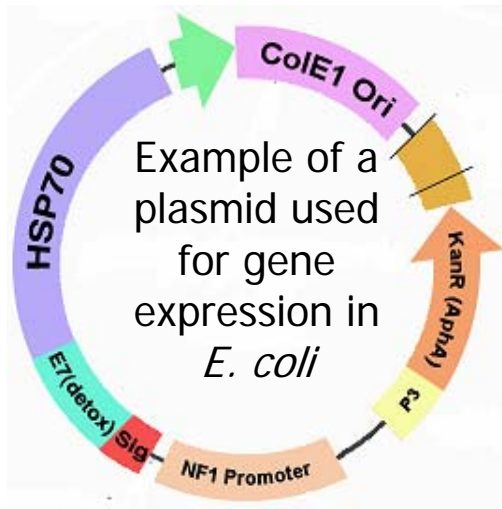 ColE1 Ori
KanR (AphA)
P3
NF1 Promoter
Sig
E7(detox)
HSP70
Example of a
plasmid used
for gene
expression in
E. coli